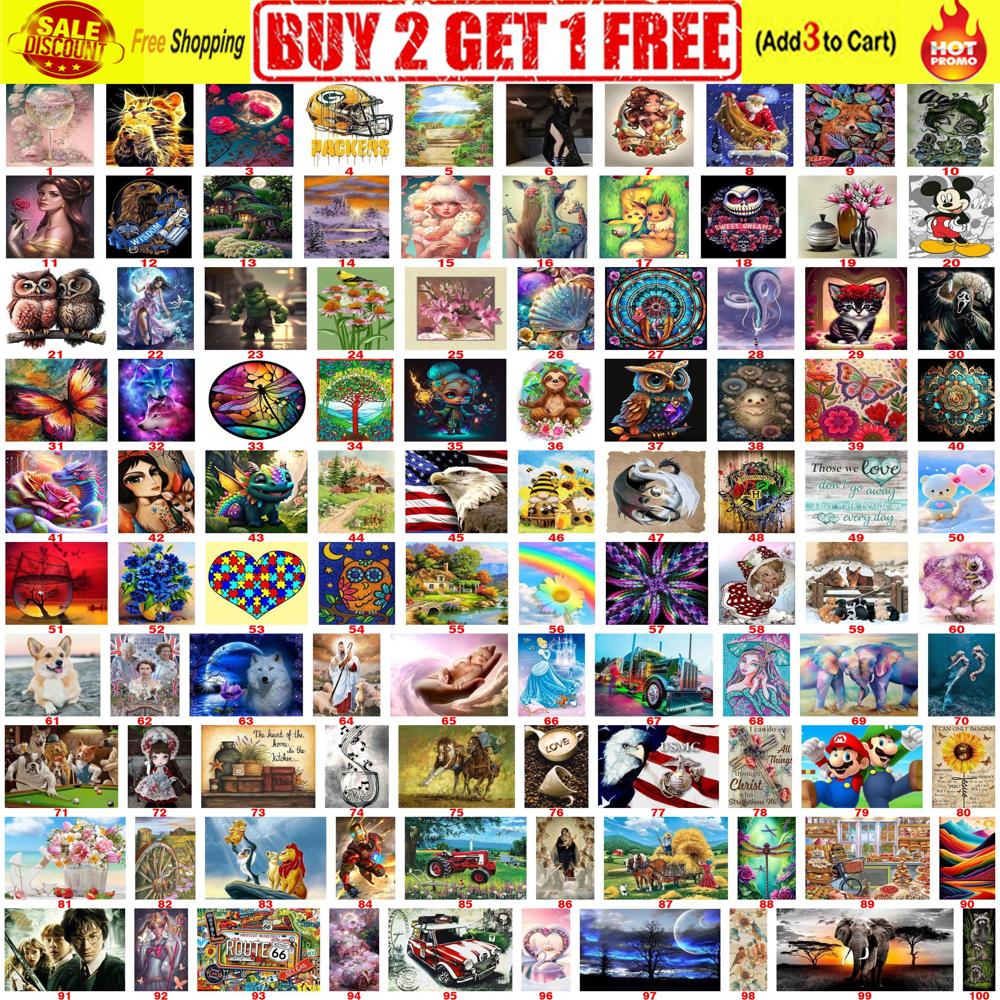 SALE
DISCOUNT
Free Shopping
BUY 2 GET 1 FREE
(Add 3 to Cart)
HOT
PROMO
PACKERS
1 2 3 4 5 6 7 8 9 10
WISDOM
SWEET DREAMS
11 12 13 14 15 16 17 18 19 20
21 22 23 24 25 26 27 28 29 30
31 32 33 34 35 36 37 38 39 40
H
Those we love
don't go away
They walk beside us
every day
41 42 43 44 45 46 47 48 49 50
51 52 53 54 55 56 57 58 59 60
61 62 63 64 65 66 67 68 69 70
The heart of the
home is the
kitchen...
LOVE
USMC
I can do
All
Things
through
Christ
who
Strengthens Me
I CAN ONLY IMAGINE
71 72 73 74 75 76 77 78 79 80
81 82 83 84 85 86 87 88 89 90
ROUTE
66
91 92 93 94 95 96 97 98 99 100